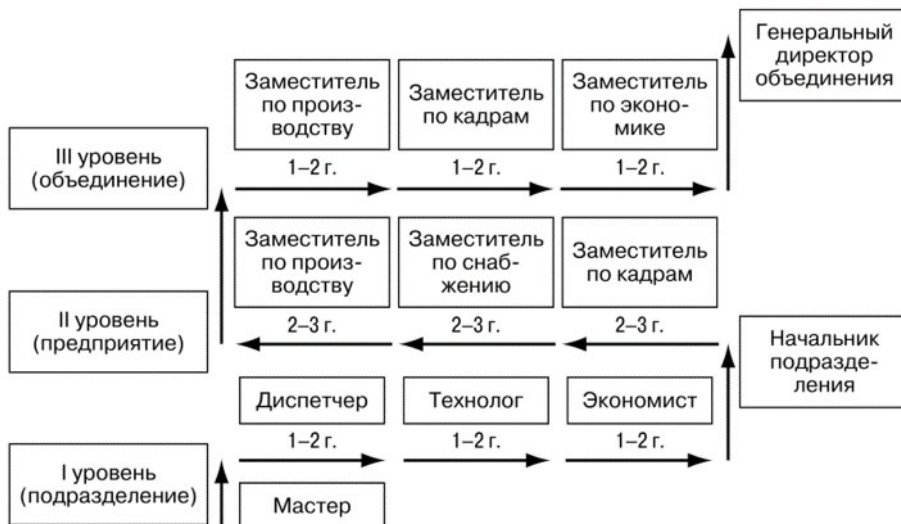 Генеральный
директор
объединения
Заместитель
по произ-
водству
Заместитель
по кадрам
Заместитель
по эконо-
мике
III уровень
(объединение)
1–2 г.
1–2 г.
1–2 г.
Заместитель
по произ-
водству
Заместитель
по снаб-
жению
Заместитель
по кадрам
II уровень
(предприятие)
2–3 г.
2–3 г.
2–3 г.
Начальник
подразде-
ления
Диспетчер
Технолог
Экономист
1–2 г.
1–2 г.
1–2 г.
I уровень
(подразделение)
Мастер